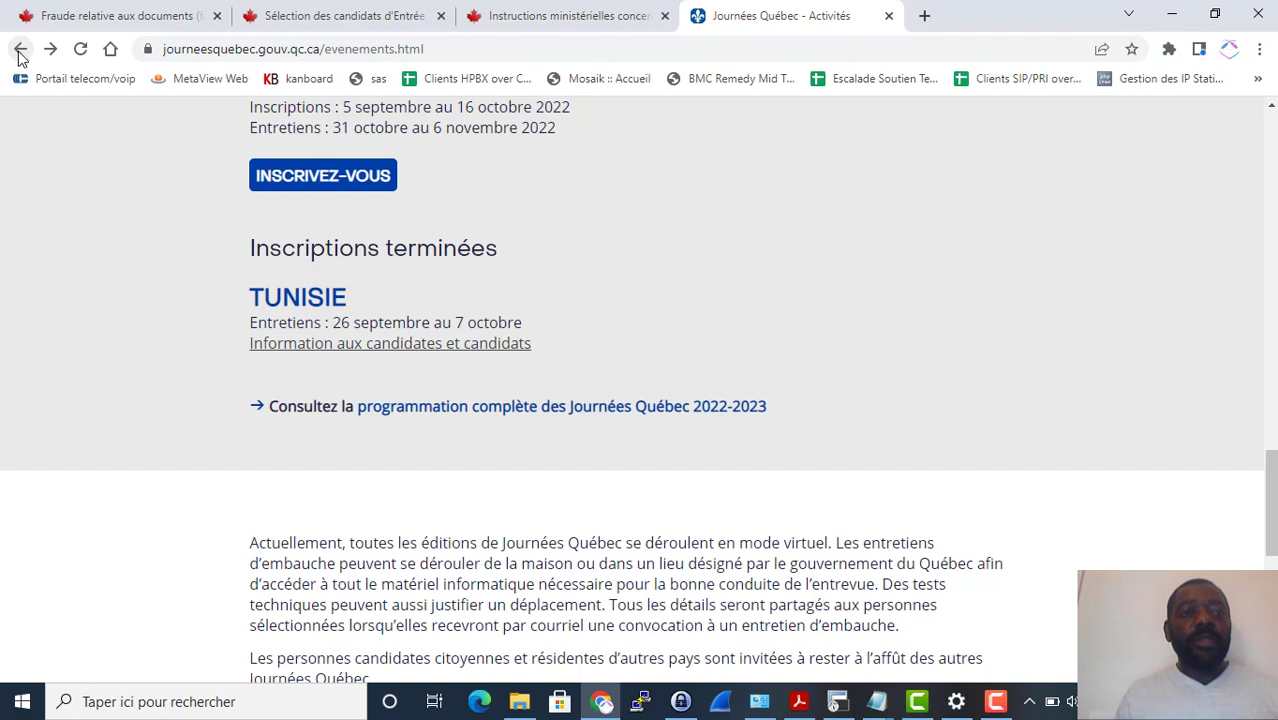 Fraude relative aux documents (f
Sélection des candidats d'Entrée
Instructions ministérielles concer
Journées Québec - Activités
journeesquebec.gouv.qc.ca/evenements.html
Portail telecom/voip
MetaView Web
KB kanboard
sas
Clients HPBX over C...
Mosaik :: Accueil
BMC Remedy Mid T...
Escalade Soutien Te...
Clients SIP/PRI over...
Gestion des IP Stati...
Inscriptions : 5 septembre au 16 octobre 2022
Entretiens : 31 octobre au 6 novembre 2022
INSCRIVEZ-VOUS
Inscriptions terminées
TUNISIE
Entretiens : 26 septembre au 7 octobre
Information aux candidates et candidats
→ Consultez la programmation complète des Journées Québec 2022-2023
Actuellement, toutes les éditions de Journées Québec se déroulent en mode virtuel. Les entretiens
d'embauche peuvent se dérouler de la maison ou dans un lieu désigné par le gouvernement du Québec afin
d'accéder à tout le matériel informatique nécessaire pour la bonne conduite de l'entrevue. Des tests
techniques peuvent aussi justifier un déplacement. Tous les détails seront partagés aux personnes
sélectionnées lorsqu'elles recevront par courriel une convocation à un entretien d'embauche.
Les personnes candidates citoyennes et résidentes d'autres pays sont invitées à rester à l'affût des autres
Journées Québec
Taper ici pour rechercher